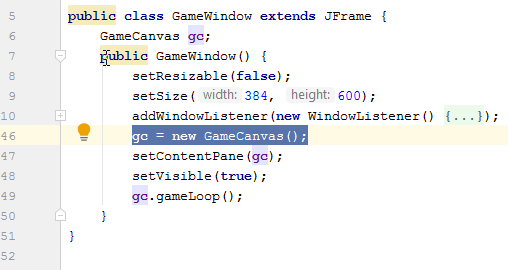 5 public class GameWindow extends JFrame {
6 GameCanvas gc;
7 public GameWindow() {
8 setResizable(false);
9 setSize( width: 384, height: 600);
10 addWindowListener(new WindowListener() {...});
46 gc = new GameCanvas();
47 setContentPane(gc);
48 setVisible(true);
49 gc.gameLoop();
50 }
51 }
52